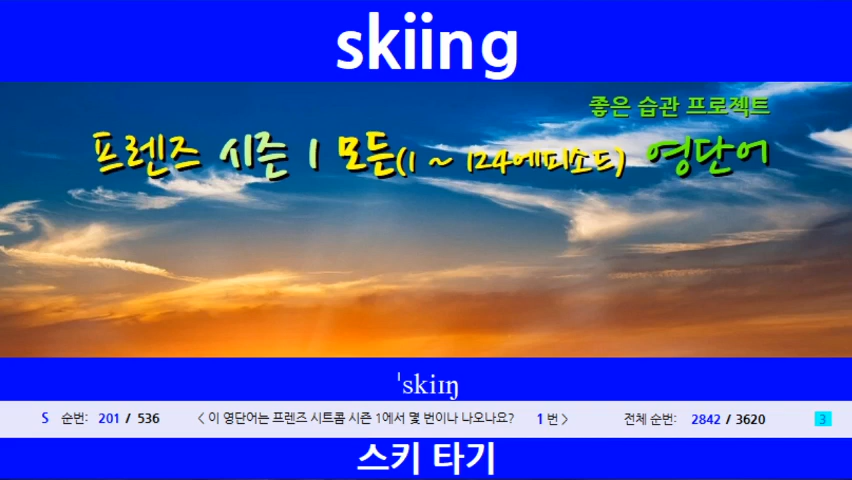 skiing
좋은 습관 프로젝트
프렌즈 시즌 1 모든(1 ~ 124에피소드) 영단어
ˈskiɪŋ
S 순번: 201 / 536 < 이 영단어는 프렌즈 시트콤 시즌 1에서 몇 번이나 나오나요? 1 번 > 전체 순번: 2842 / 3620 3
스키 타기